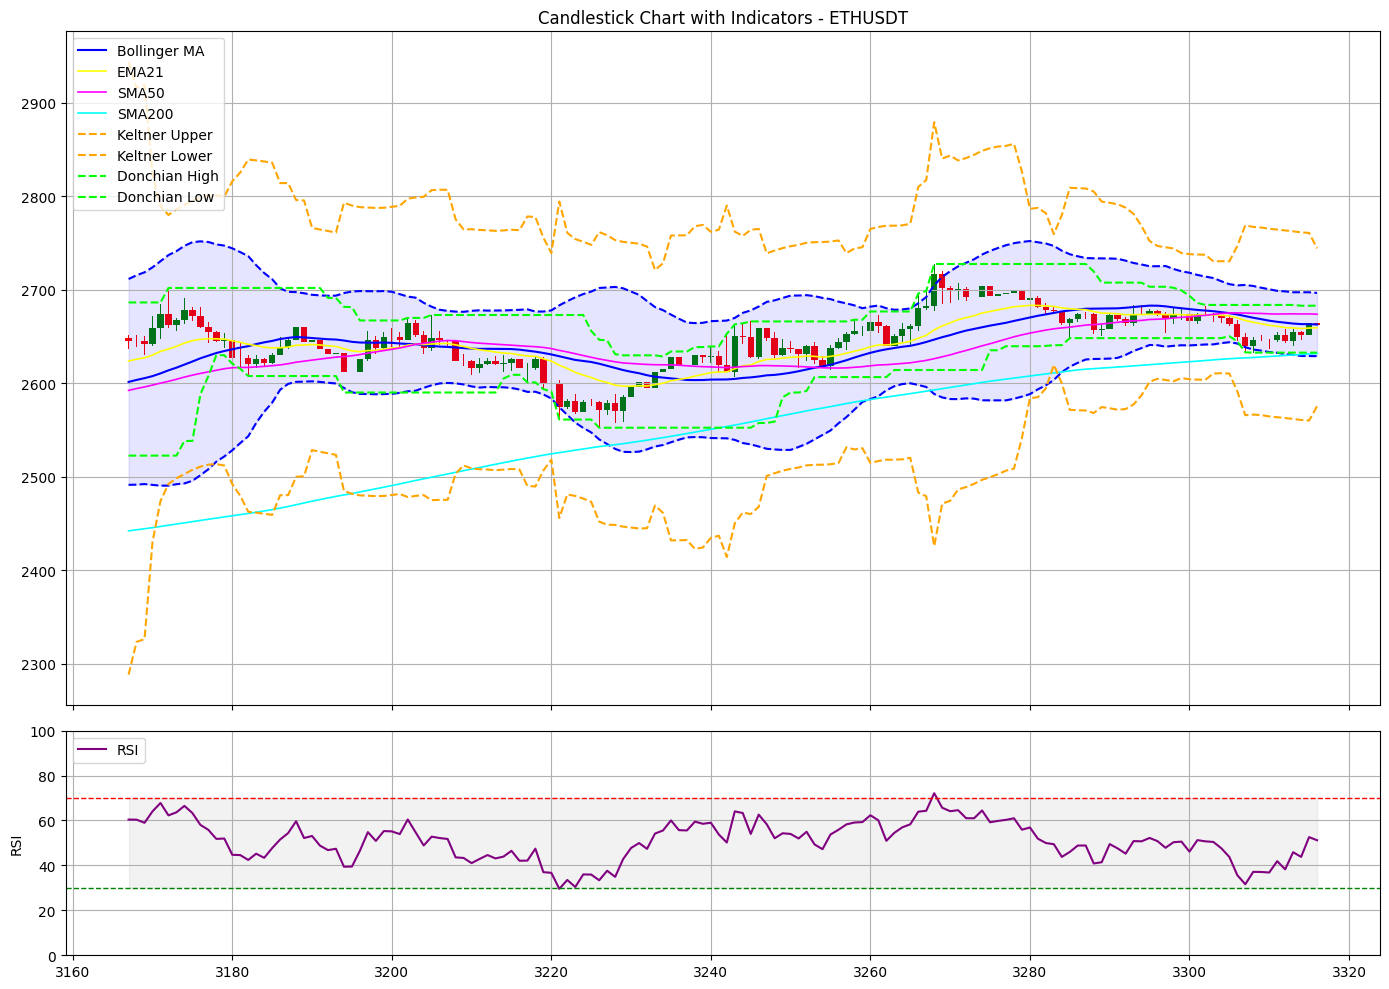 Candlestick Chart with Indicators - ETHUSDT
Bollinger MA
EMA21
SMA50
SMA200
Keltner Upper
Keltner Lower
Donchian High
Donchian Low
2900
2800
2700
2600
2500
2400
2300
RSI
100
80
60
40
20
0
RSI
3160 3180 3200 3220 3240 3260 3280 3300 3320